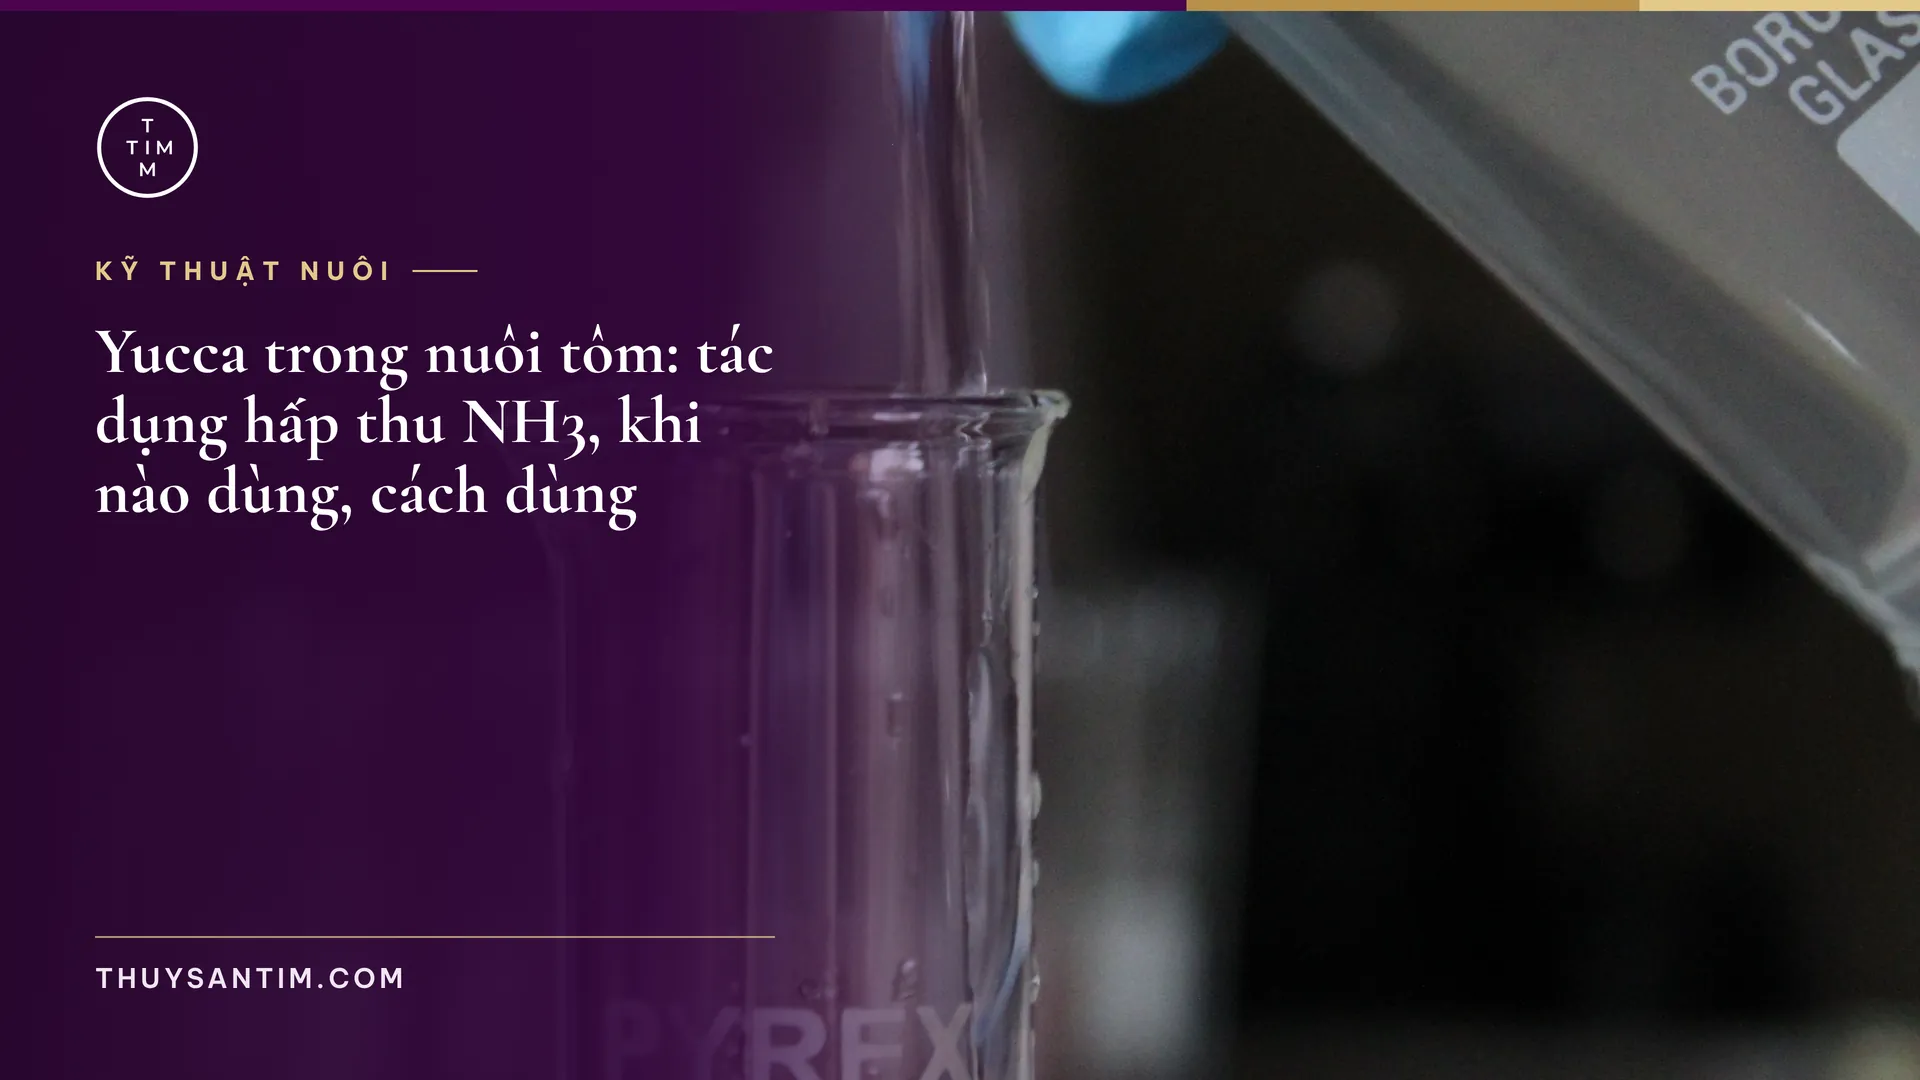 T
TIM
M
KỸ THUẬT NUÔI
Yucca trong nuôi tôm: tác
dụng hấp thu NH3, khi
nào dùng, cách dùng
THUYSANTIM.COM
PYREX